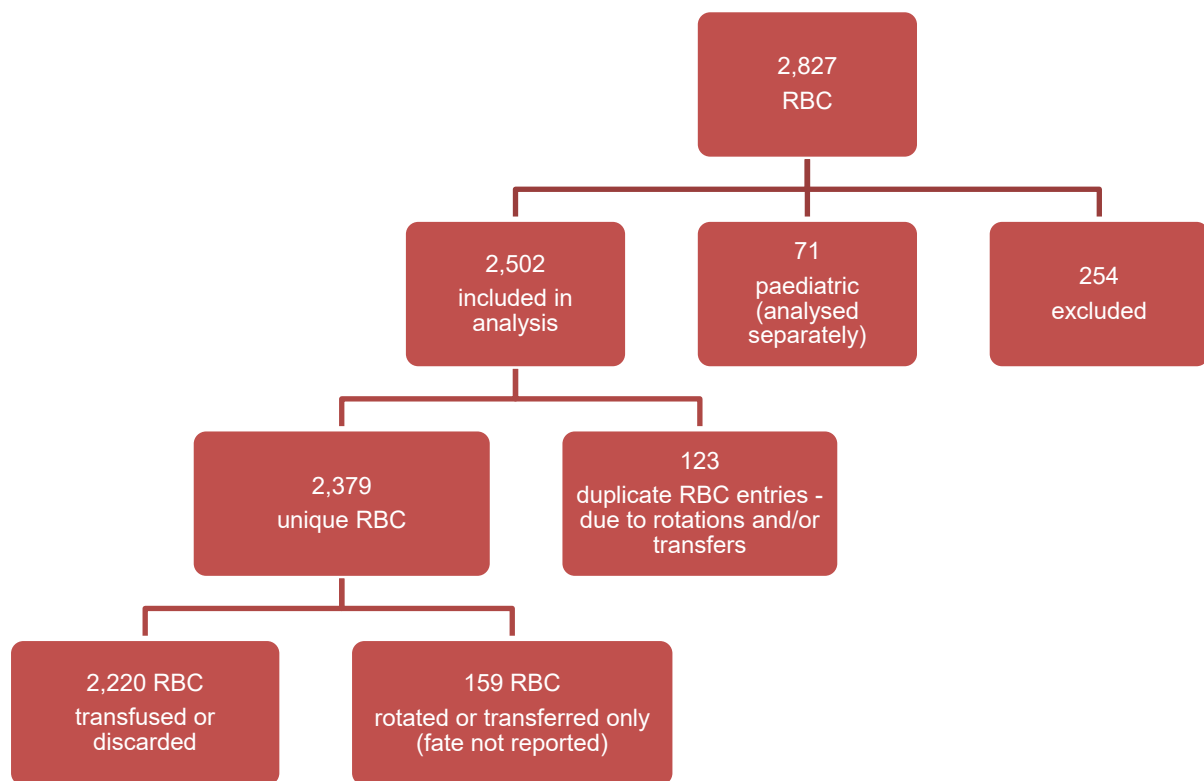 2,827
RBC
2,502
included in
analysis
71
paediatric
(analysed
separately)
254
excluded
2,379
unique RBC
123
duplicate RBC entries -
due to rotations and/or
transfers
2,220 RBC
transfused or
discarded
159 RBC
rotated or transferred only
(fate not reported)